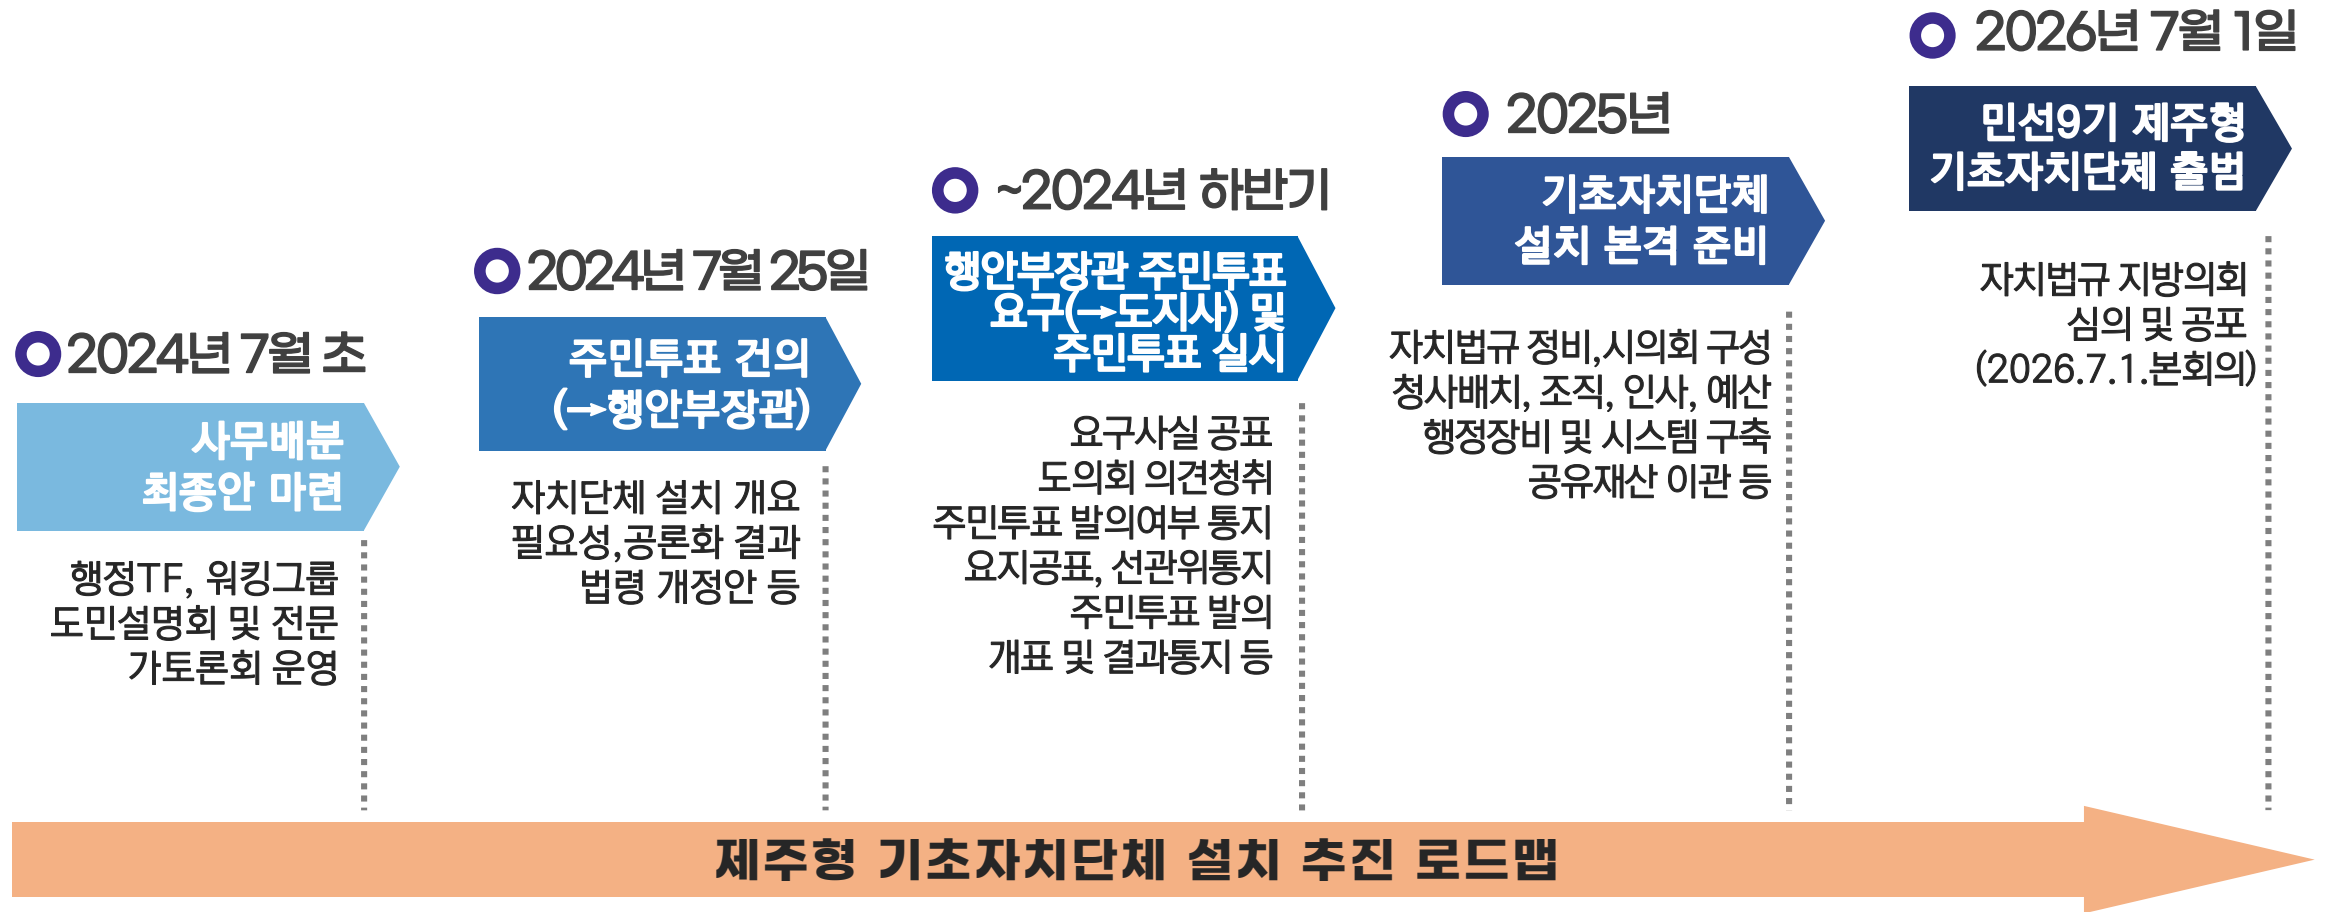 2024년 7월 초
사무배분
최종안 마련
행정TF, 워킹그룹
도민설명회 및 전문
가토론회 운영
2024년 7월 25일
주민투표 건의
(→행안부장관)
자치단체 설치 개요
필요성,공론화 결과
법령 개정안 등
~2024년 하반기
행안부장관 주민투표
요구(→도지사) 및
주민투표 실시
요구사실 공표
도의회 의견청취
주민투표 발의여부 통지
요지공표, 선관위통지
주민투표 발의
개표 및 결과통지 등
2025년
기초자치단체
설치 본격 준비
자치법규 정비,시의회 구성
청사배치, 조직, 인사, 예산
행정장비 및 시스템 구축
공유재산 이관 등
2026년 7월 1일
민선9기 제주형
기초자치단체 출범
자치법규 지방의회
심의 및 공포
(2026.7.1.본회의)
제주형 기초자치단체 설치 추진 로드맵